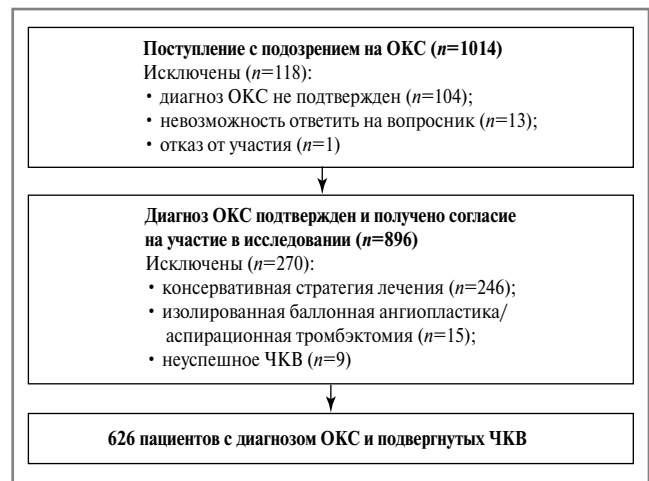 Поступление с подозрением на ОКС (n=1014)
Исключены (n=118):
• диагноз ОКС не подтвержден (n=104);
• невозможность ответить на вопросник (n=13);
• отказ от участия (n=1)
Диагноз ОКС подтвержден и получено согласие
на участие в исследовании (n=896)
Исключены (n=270):
• консервативная стратегия лечения (n=246);
• изолированная баллонная ангиопластика/
аспирационная тромбэктомия (n=15);
• неуспешное ЧКВ (n=9)
626 пациентов с диагнозом ОКС и подвергнутых ЧКВ